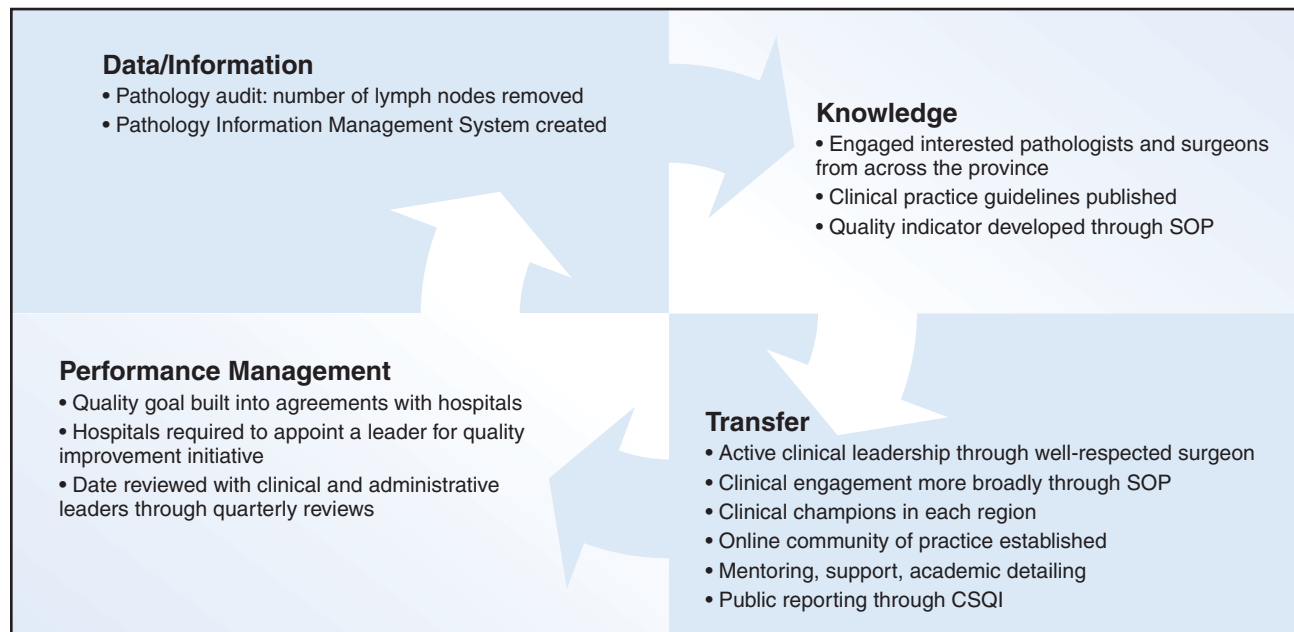 Data/Information
• Pathology audit: number of lymph nodes removed
• Pathology Information Management System created
Knowledge
• Engaged interested pathologists and surgeons
from across the province
• Clinical practice guidelines published
• Quality indicator developed through SOP
Performance Management
• Quality goal built into agreements with hospitals
• Hospitals required to appoint a leader for quality
improvement initiative
• Date reviewed with clinical and administrative
leaders through quarterly reviews
Transfer
• Active clinical leadership through well-respected surgeon
• Clinical engagement more broadly through SOP
• Clinical champions in each region
• Online community of practice established
• Mentoring, support, academic detailing
• Public reporting through CSQI